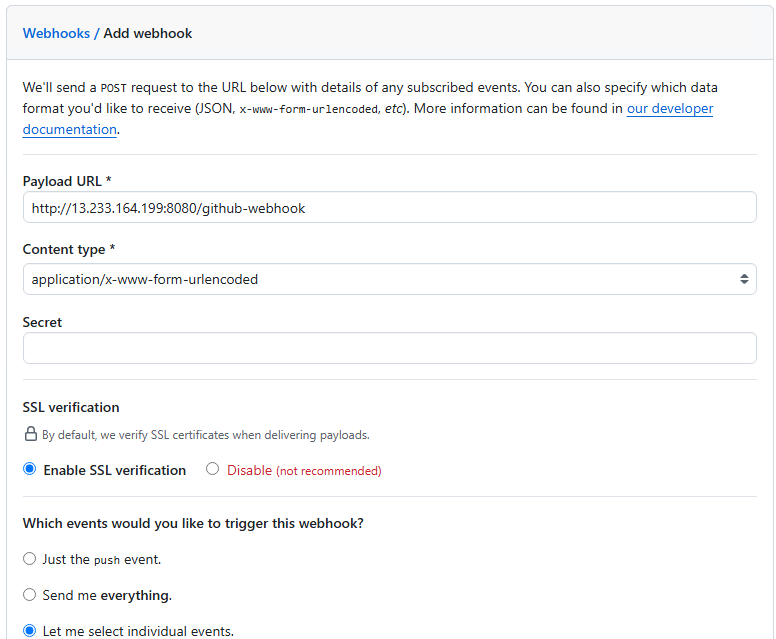 Webhooks / Add webhook
We'll send a POST request to the URL below with details of any subscribed events. You can also specify which data
format you'd like to receive (JSON, x-www-form-urlencoded, etc). More information can be found in our developer
documentation.
Payload URL *
http://13.233.164.199:8080/github-webhook
Content type *
application/x-www-form-urlencoded
Secret
SSL verification
By default, we verify SSL certificates when delivering payloads.
Enable SSL verification Disable (not recommended)
Which events would you like to trigger this webhook?
Just the push event.
Send me everything.
Let me select individual events.